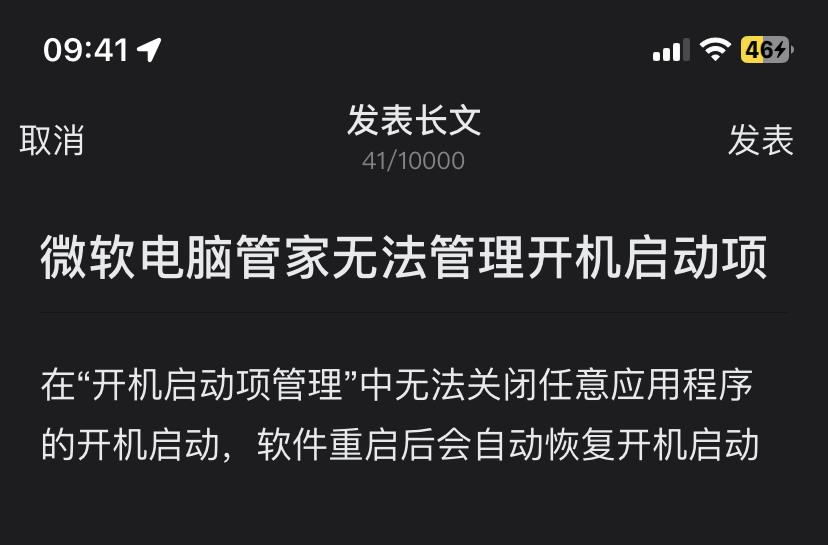 09:41
46
取消
发表长文
发表
41/10000
微软电脑管家无法管理开机启动项
在“开机启动项管理”中无法关闭任意应用程序
的开机启动，软件重启后会自动恢复开机启动